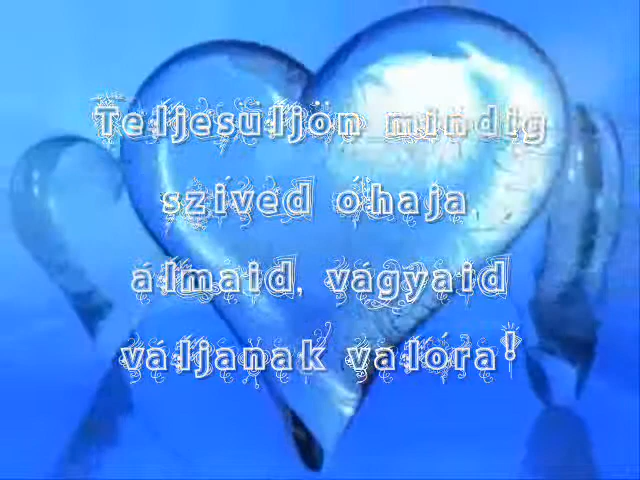 Teljesüljön mindig
szíved óhaja
álmaid, vágyaid
váljanak valóra!